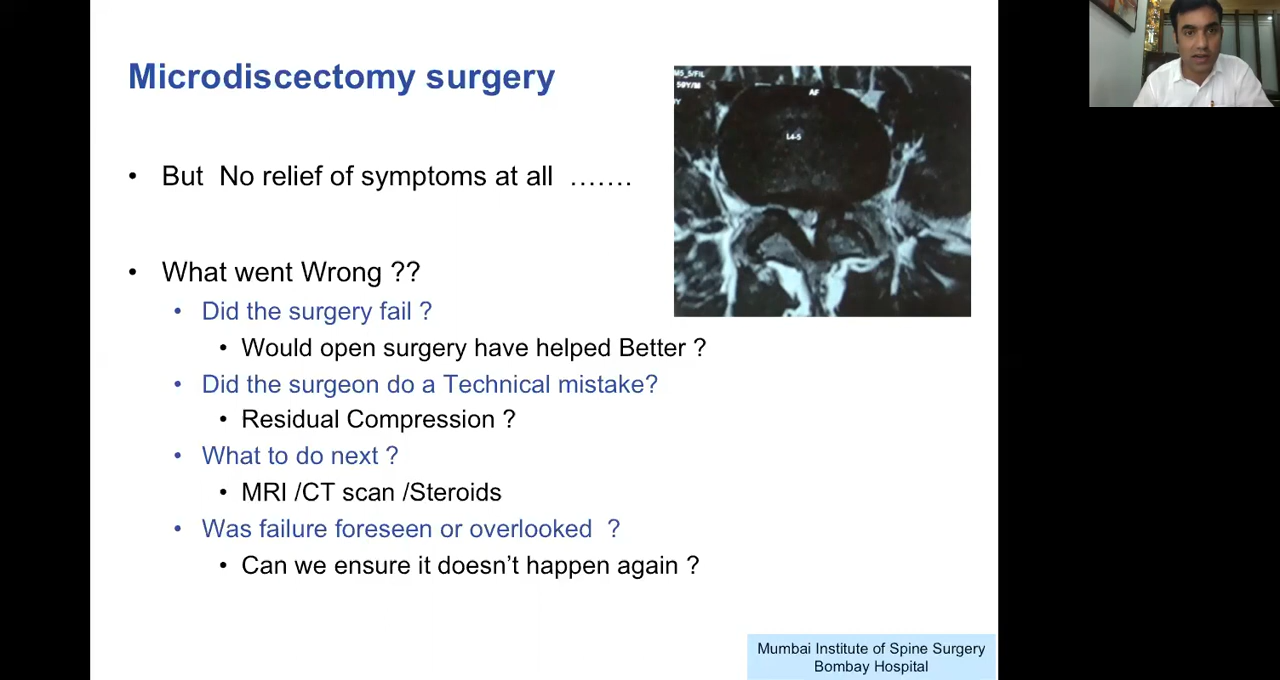 Microdiscectomy surgery
• But No relief of symptoms at all …….
• What went Wrong ??
• Did the surgery fail ?
• Would open surgery have helped Better ?
• Did the surgeon do a Technical mistake?
• Residual Compression ?
• What to do next ?
• MRI /CT scan /Steroids
• Was failure foreseen or overlooked ?
• Can we ensure it doesn’t happen again ?
58Y/M
AF
L4-5
Mumbai Institute of Spine Surgery
Bombay Hospital